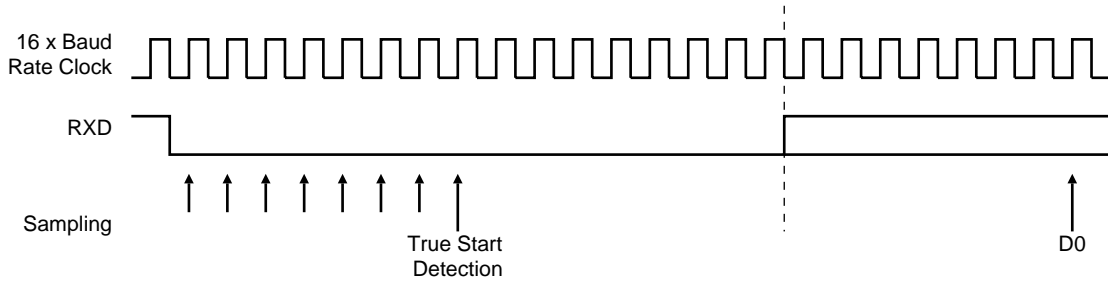 16 x Baud
Rate Clock
RXD
Sampling
True Start
Detection
D0